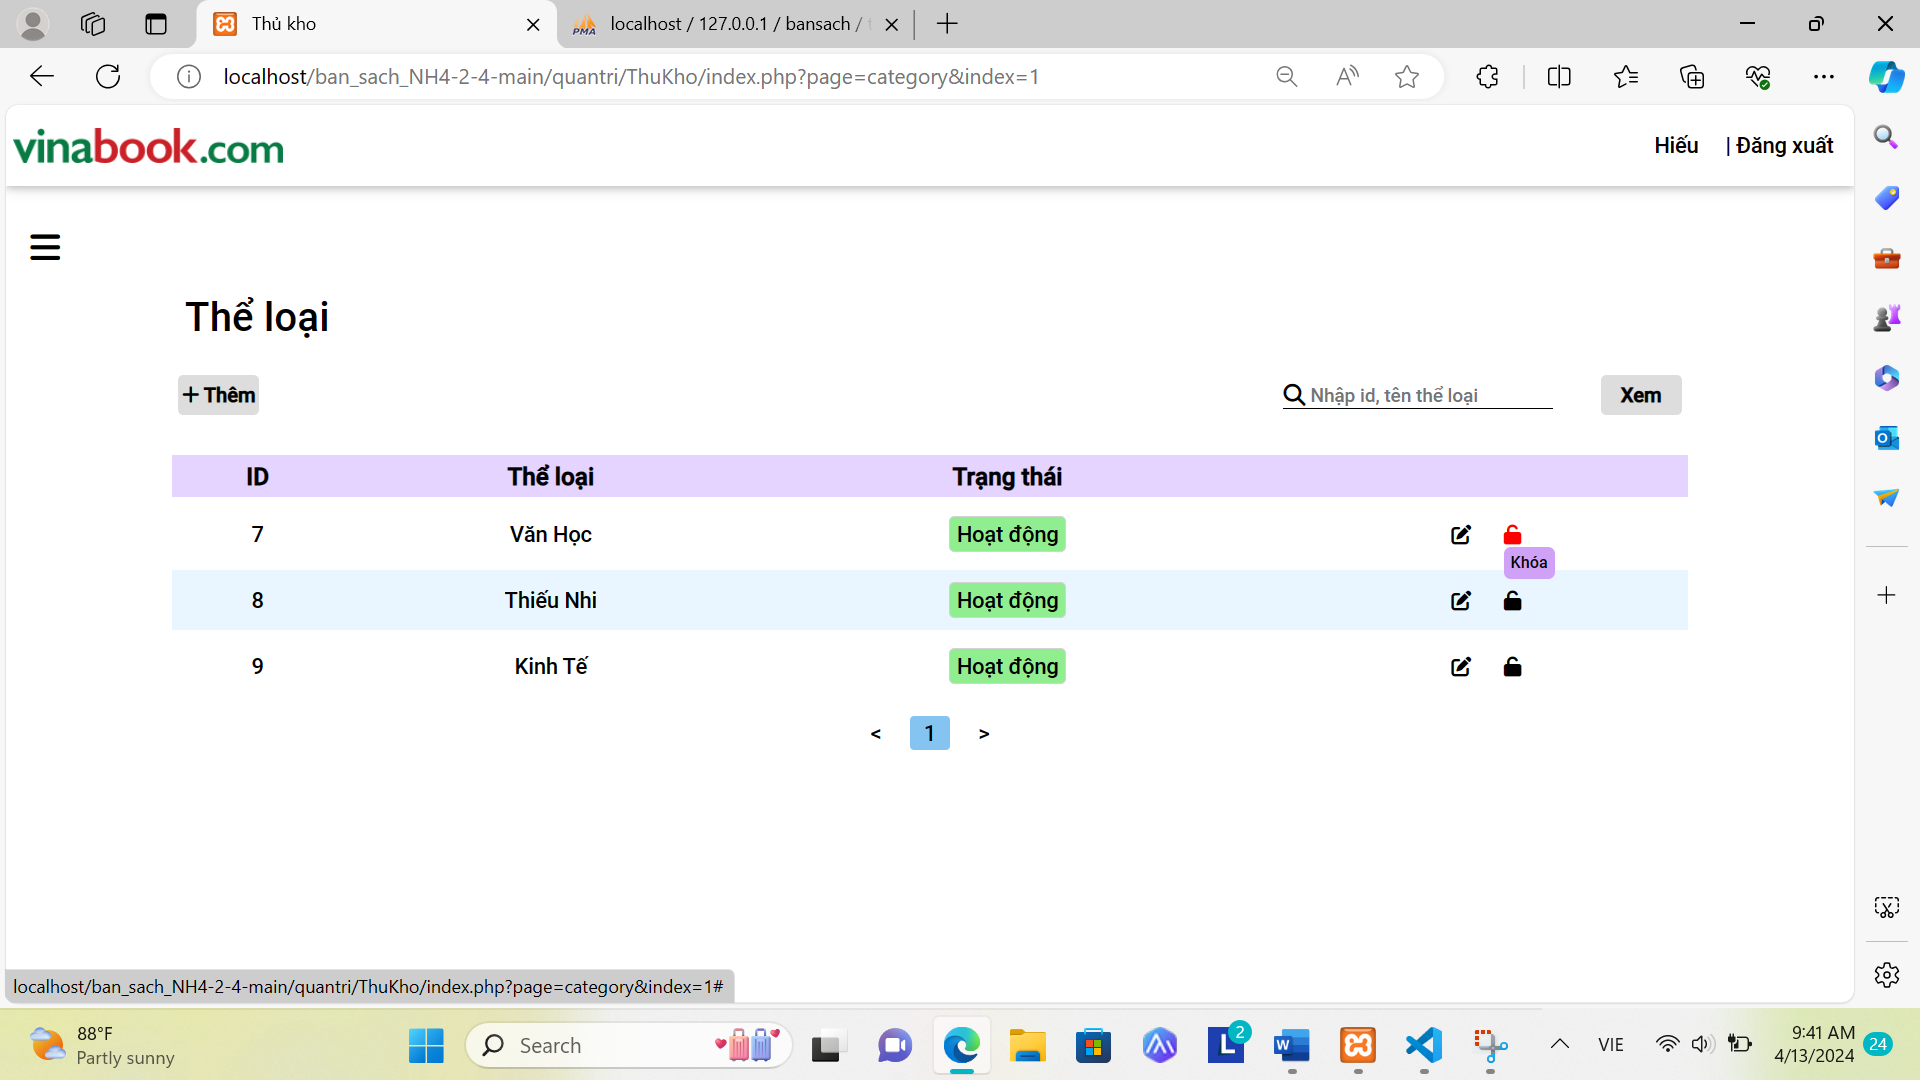 Thủ kho
localhost / 127.0.0.1 / bansach /
localhost/ban_sach_NH4-2-4-main/quantri/ThuKho/index.php?page=category&index=1
vinabook.com
Hiếu | Đăng xuất
Thể loại
+ Thêm
Nhập id, tên thể loại
Xem
ID Thể loại Trạng thái
7 Văn Học Hoạt động
Khóa
8 Thiếu Nhi Hoạt động
9 Kinh Tế Hoạt động
< 1 >
localhost/ban_sach_NH4-2-4-main/quantri/ThuKho/index.php?page=category&index=1#
88°F
Partly sunny
Search
2
VIE
9:41 AM
4/13/2024
24